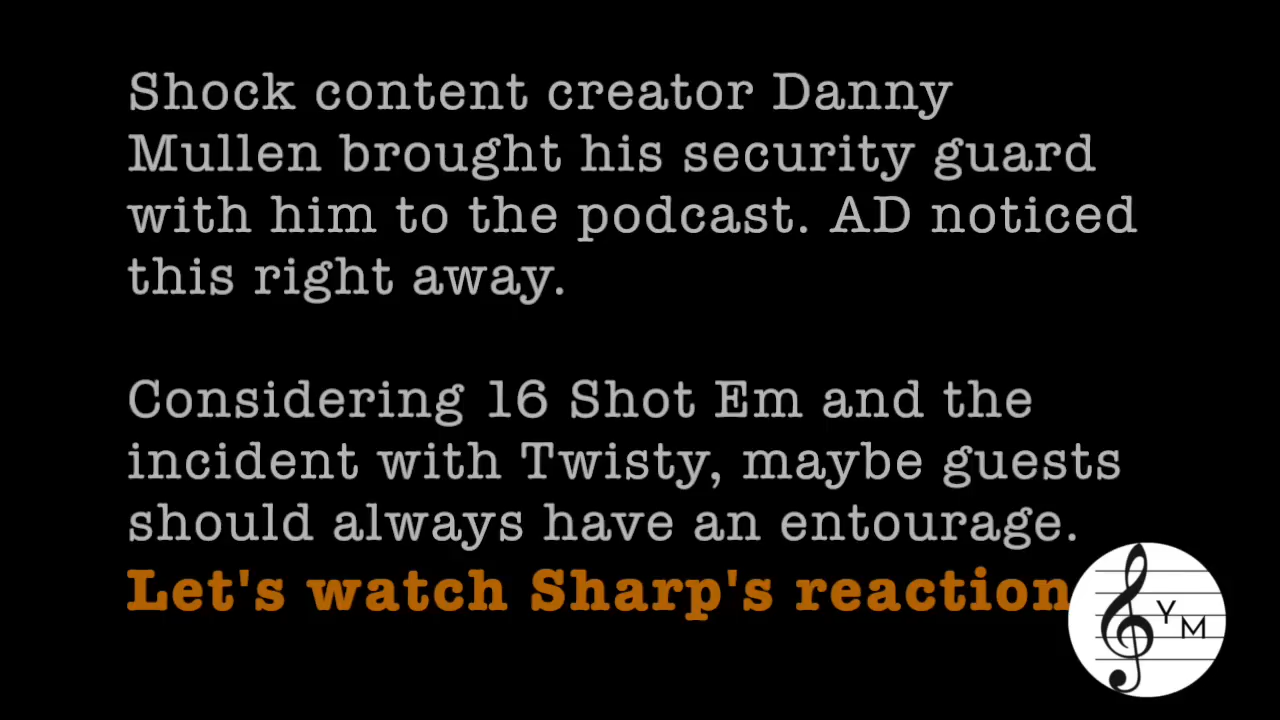 Shock content creator Danny
Mullen brought his security guard
with him to the podcast. AD noticed
this right away.
Considering 16 Shot Em and the
incident with Twisty, maybe guests
should always have an entourage.
Let's watch Sharp's reaction
Y M